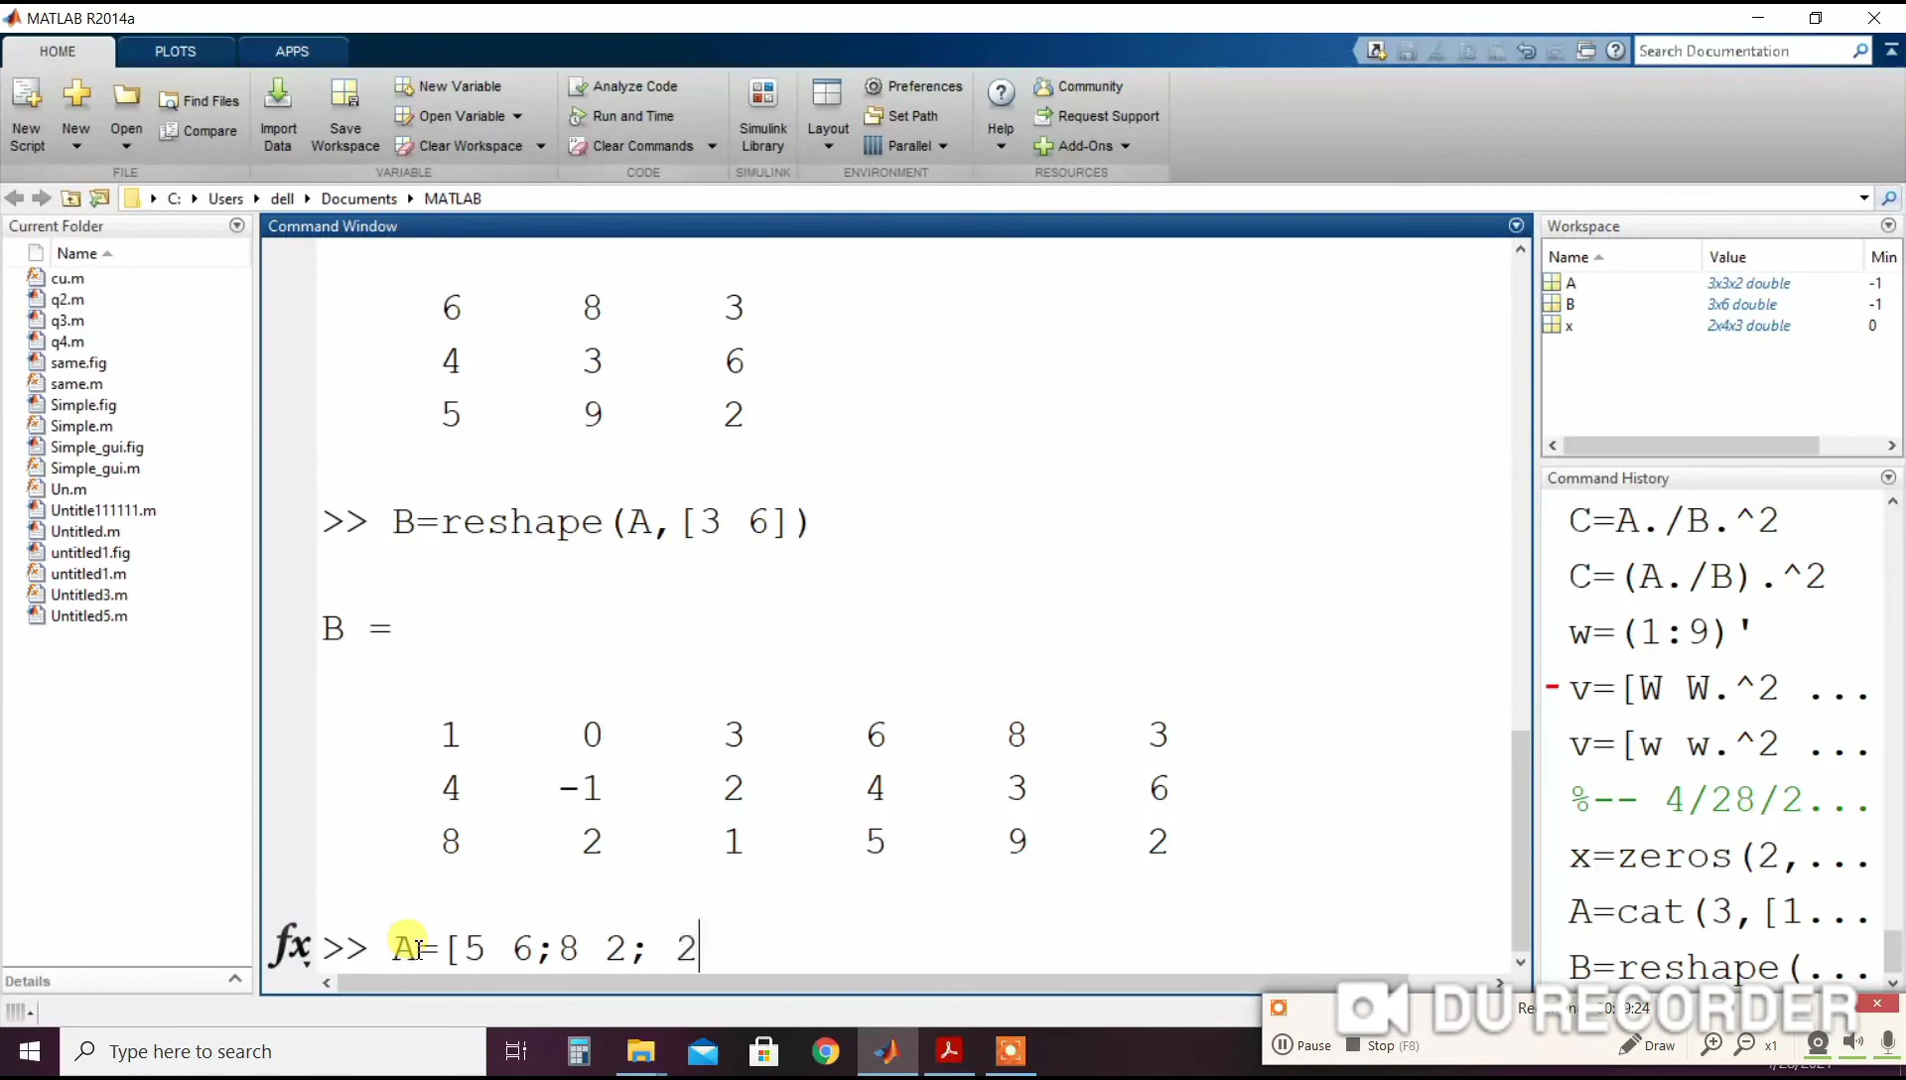 MATLAB R2014a
HOME PLOTS APPS Search Documentation
New Script
New
Open
Find Files
Compare
Import Data
Save Workspace
New Variable
Open Variable
Clear Workspace
Analyze Code
Run and Time
Clear Commands
Simulink Library
Layout
Preferences
Set Path
Parallel
Help
Community
Request Support
Add-Ons
FILE VARIABLE CODE SIMULINK ENVIRONMENT RESOURCES
C: Users dell Documents MATLAB
Current Folder
Name
cu.m
q2.m
q3.m
q4.m
same.fig
same.m
Simple.fig
Simple.m
Simple_gui.fig
Simple_gui.m
Un.m
Untitle111111.m
Untitled.m
untitled1.fig
untitled1.m
Untitled3.m
Untitled5.m
Details
Command Window
6 8 3
4 3 6
5 9 2
>> B=reshape(A,[3 6])
B =
1 0 3 6 8 3
4 -1 2 4 3 6
8 2 1 5 9 2
fx >> A=[5 6;8 2; 2
Workspace
Name Value Min
A 3x3x2 double -1
B 3x6 double -1
x 2x4x3 double 0
Command History
C=A./B.^2
C=(A./B).^2
w=(1:9)'
v=[W W.^2 ...
v=[w w.^2 ...
%-- 4/28/2...
x=zeros(2,...
A=cat(3,[1...
B=reshape(...
DU RECORDER
Pause Stop (F8) Draw x1
Type here to search